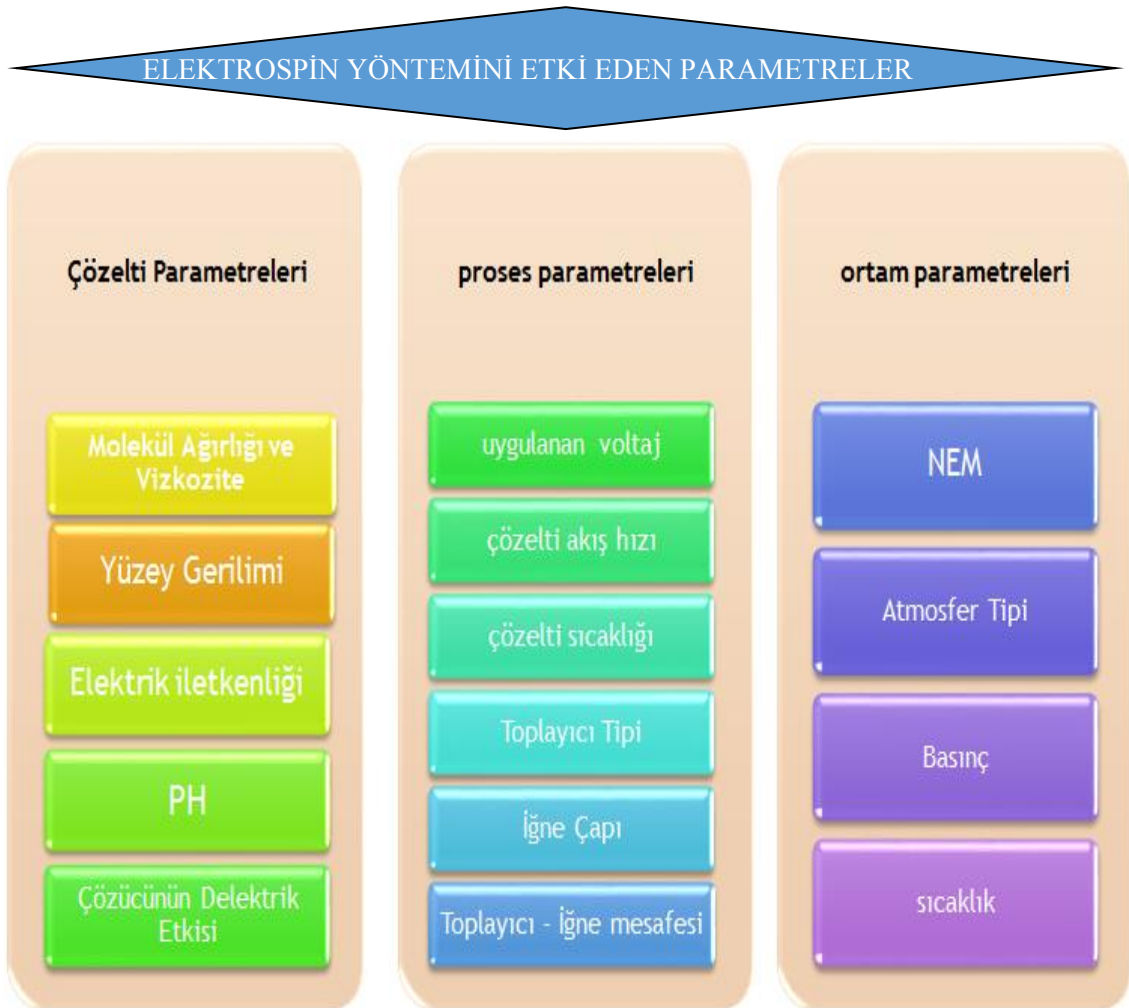 ELEKTROSPİN YÖNTEMİNİ ETKİ EDEN PARAMETRELER
Çözelti Parametreleri
Molekül Ağırlığı ve
Vizkozite
Yüzey Gerilimi
Elektrik iletkenliği
PH
Çözücünün Delektrik
Etkisi
proses parametreleri
uygulanan voltaj
çözelti akış hızı
çözelti sıcaklığı
Toplayıcı Tipi
İğne Çapı
Toplayıcı - İğne mesafesi
ortam parametreleri
NEM
Atmosfer Tipi
Basınç
sıcaklık